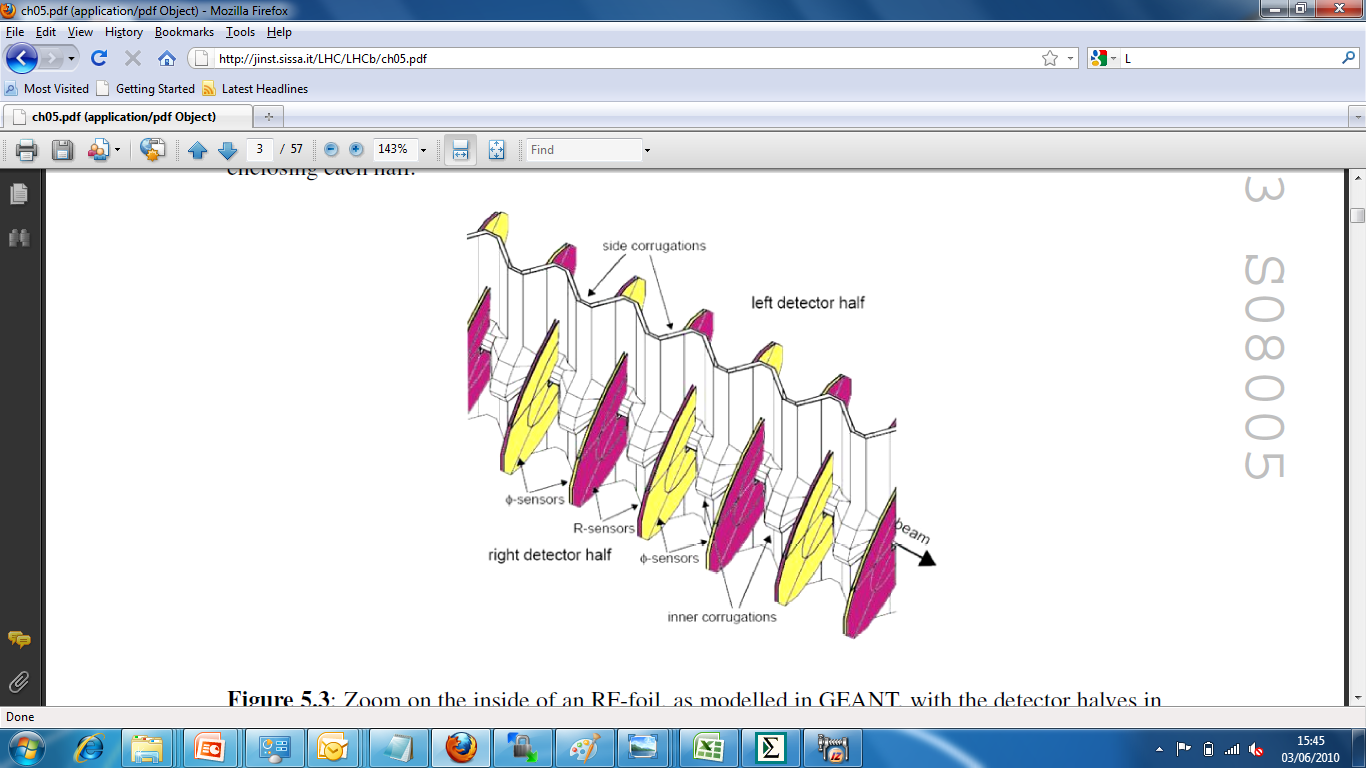 ch05.pdf (application/pdf Object) - Mozilla Firefox
File Edit View History Bookmarks Tools Help
http://jinst.sissa.it/LHC/LHCb/ch05.pdf
L
Most Visited Getting Started Latest Headlines
ch05.pdf (application/pdf Object)
3 / 57 143% Find
enclosing each half.
side corrugations
left detector half
φ-sensors
R-sensors
right detector half
φ-sensors
inner corrugations
beam
3 S08005
Figure 5.3: Zoom on the inside of an RF-foil, as modelled in GEANT, with the detector halves in
Done
15:45
03/06/2010